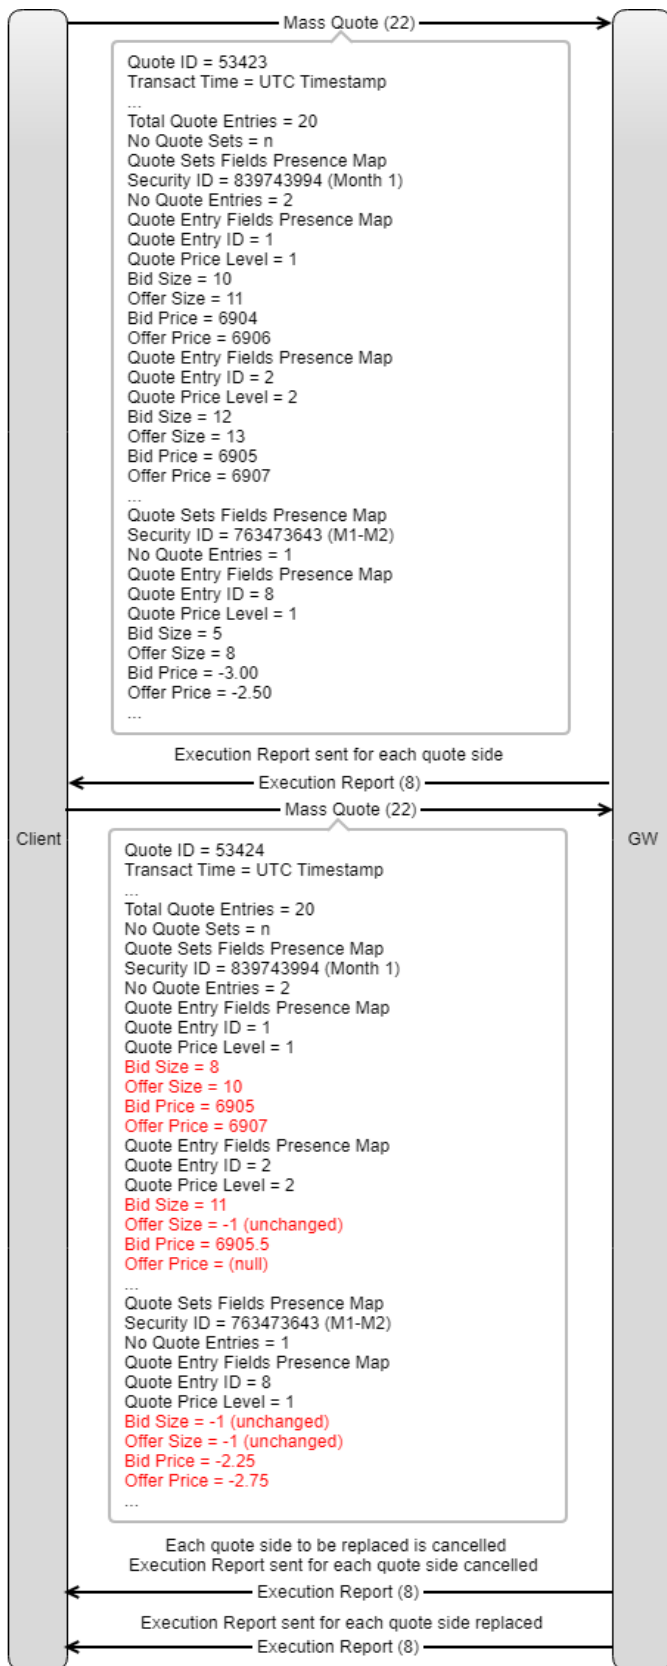 Mass Quote (22)
Quote ID = 53423
Transact Time = UTC Timestamp
...
Total Quote Entries = 20
No Quote Sets = n
Quote Sets Fields Presence Map
Security ID = 839743994 (Month 1)
No Quote Entries = 2
Quote Entry Fields Presence Map
Quote Entry ID = 1
Quote Price Level = 1
Bid Size = 10
Offer Size = 11
Bid Price = 6904
Offer Price = 6906
Quote Entry Fields Presence Map
Quote Entry ID = 2
Quote Price Level = 2
Bid Size = 12
Offer Size = 13
Bid Price = 6905
Offer Price = 6907
...
Quote Sets Fields Presence Map
Security ID = 763473643 (M1-M2)
No Quote Entries = 1
Quote Entry Fields Presence Map
Quote Entry ID = 8
Quote Price Level = 1
Bid Size = 5
Offer Size = 8
Bid Price = -3.00
Offer Price = -2.50
...
Execution Report sent for each quote side
Execution Report (8)
Mass Quote (22)
Client
GW
Quote ID = 53424
Transact Time = UTC Timestamp
...
Total Quote Entries = 20
No Quote Sets = n
Quote Sets Fields Presence Map
Security ID = 839743994 (Month 1)
No Quote Entries = 2
Quote Entry Fields Presence Map
Quote Entry ID = 1
Quote Price Level = 1
Bid Size = 8
Offer Size = 10
Bid Price = 6905
Offer Price = 6907
Quote Entry Fields Presence Map
Quote Entry ID = 2
Quote Price Level = 2
Bid Size = 11
Offer Size = -1 (unchanged)
Bid Price = 6905.5
Offer Price = (null)
...
Quote Sets Fields Presence Map
Security ID = 763473643 (M1-M2)
No Quote Entries = 1
Quote Entry Fields Presence Map
Quote Entry ID = 8
Quote Price Level = 1
Bid Size = -1 (unchanged)
Offer Size = -1 (unchanged)
Bid Price = -2.25
Offer Price = -2.75
...
Each quote side to be replaced is cancelled
Execution Report sent for each quote side cancelled
Execution Report (8)
Execution Report sent for each quote side replaced
Execution Report (8)